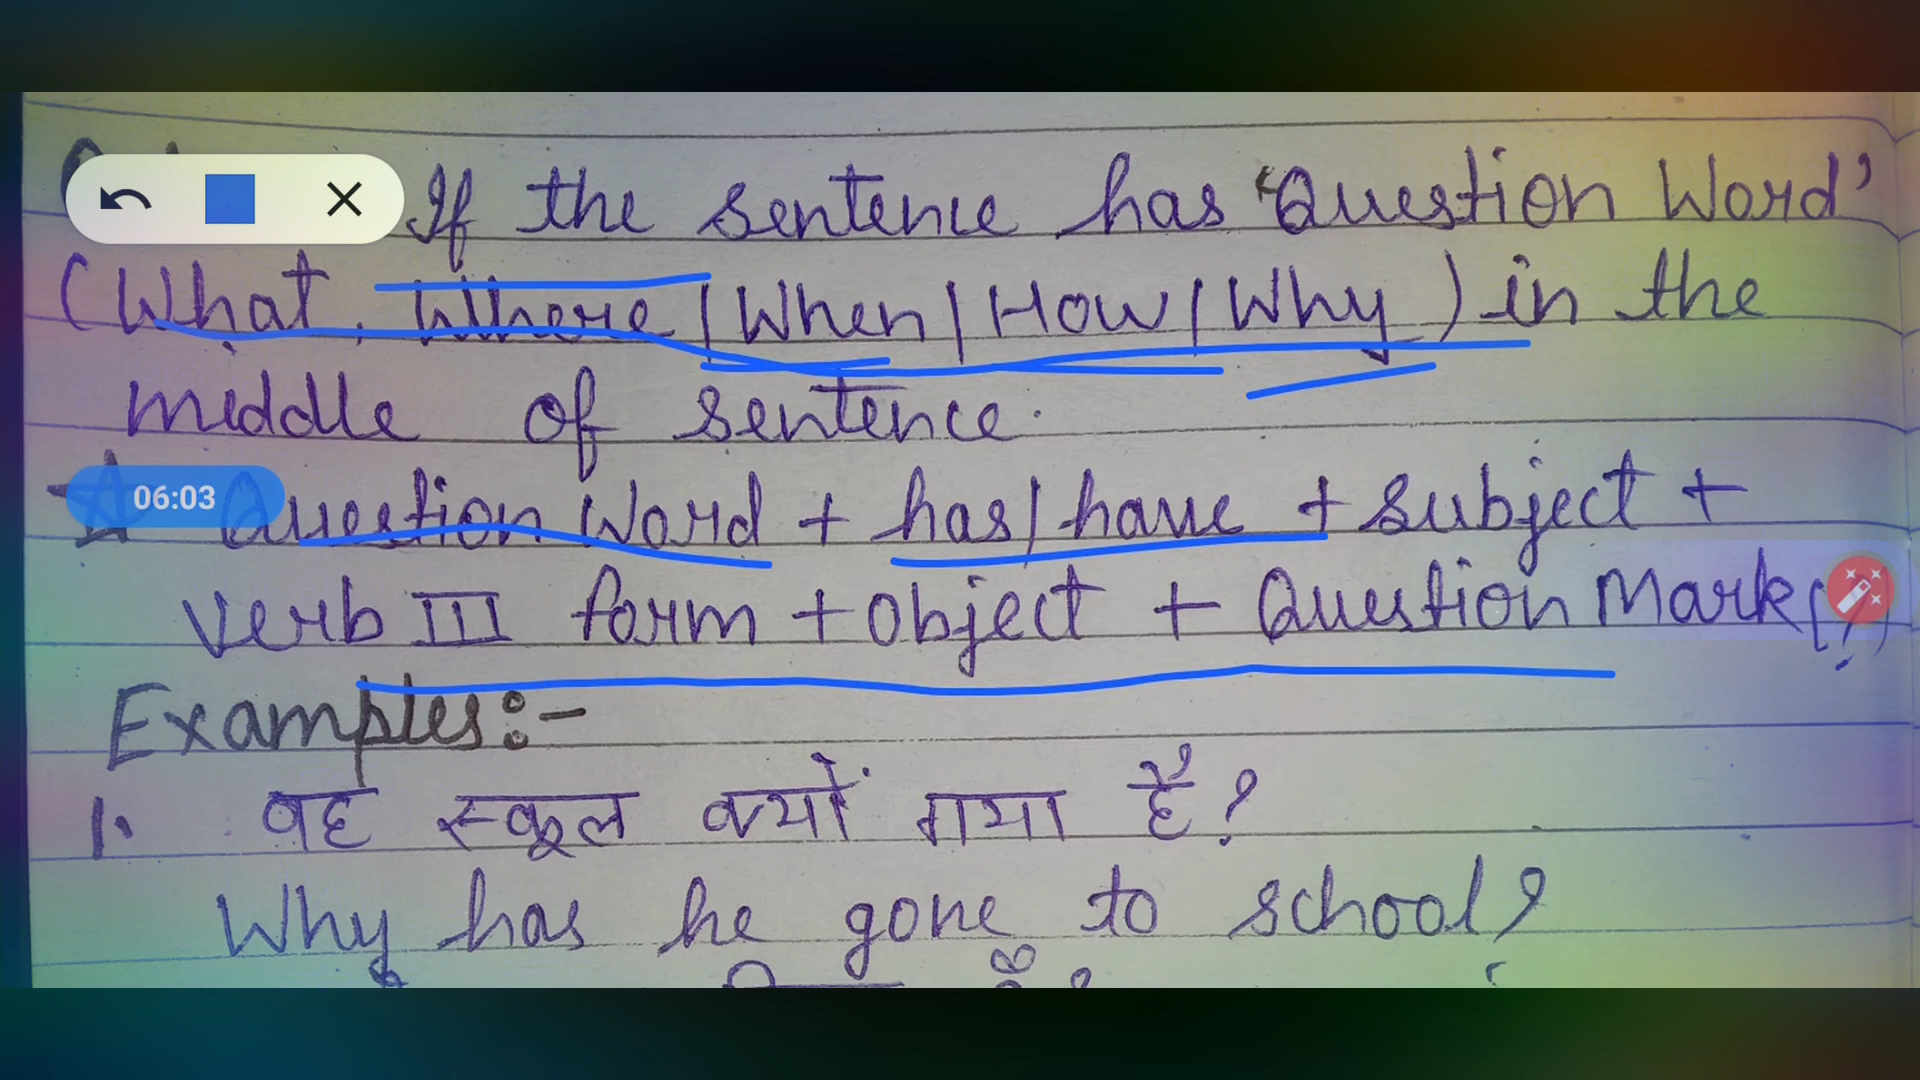 If the sentence has 'Question Word'
(What, Where / When / How / Why) in the
middle of sentence.
06:03 Question Word + has/have + subject +
verb III form + object + Question Mark (?)
Examples:-
1. वह स्कूल क्यों गया है?
Why has he gone to school?